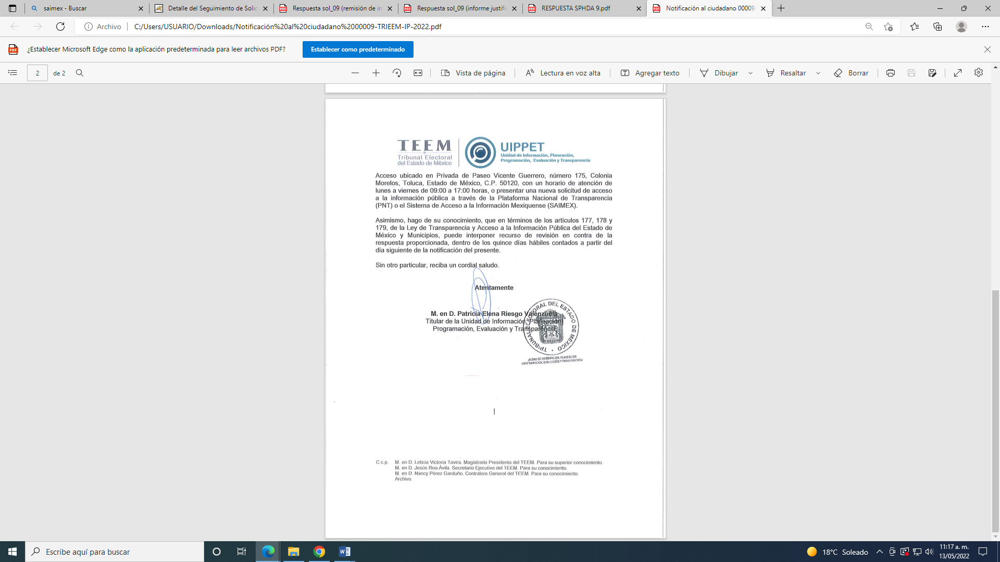 saimex - Buscar
Detalle del Seguimiento de Solic
Respuesta sol_09 (remisión de in
Respuesta sol_09 (informe justifi
RESPUESTA SPHDA 9.pdf
Notificación al ciudadano 00009-
Archivo
C:/Users/USUARIO/Downloads/Notificación%20al%20ciudadano%2000009-TRIEEM-IP-2022.pdf
PDF ¿Establecer Microsoft Edge como la aplicación predeterminada para leer archivos PDF?
Establecer como predeterminado
2 de 2
Vista de página
Lectura en voz alta
Agregar texto
Dibujar
Resaltar
Borrar
TEEM
Tribunal Electoral
del Estado de México
UIPPET
Unidad de Información, Planeación,
Programación, Evaluación y Transparencia
Acceso ubicado en Privada de Paseo Vicente Guerrero, número 175, Colonia
Morelos, Toluca, Estado de México, C.P. 50120, con un horario de atención de
lunes a viernes de 09:00 a 17:00 horas, o presentar una nueva solicitud de acceso
a la información pública a través de la Plataforma Nacional de Transparencia
(PNT) o el Sistema de Acceso a la Información Mexiquense (SAIMEX).
Asimismo, hago de su conocimiento, que en términos de los artículos 177, 178 y
179, de la Ley de Transparencia y Acceso a la Información Pública del Estado de
México y Municipios, puede interponer recurso de revisión en contra de la
respuesta proporcionada, dentro de los quince días hábiles contados a partir del
día siguiente de la notificación del presente.
Sin otro particular, reciba un cordial saludo.
Atentamente
M. en D. Patricia Elena Riesgo Valenzuela
Titular de la Unidad de Información, Planeación,
Programación, Evaluación y Transparencia
TRIBUNAL ELECTORAL DEL ESTADO DE MÉXICO
UNIDAD DE INFORMACIÓN, PLANEACIÓN
PROGRAMACIÓN, EVALUACIÓN Y TRANSPARENCIA
C.c.p. M. en D. Leticia Victoria Tavira. Magistrada Presidenta del TEEM. Para su superior conocimiento.
M. en D. Jesús Roa Ávila. Secretario Ejecutivo del TEEM. Para su conocimiento.
M. en D. Nancy Pérez Garduño. Contralora General del TEEM. Para su conocimiento.
Archivo.
Escribe aquí para buscar
18°C Soleado
11:17 a. m.
13/05/2022